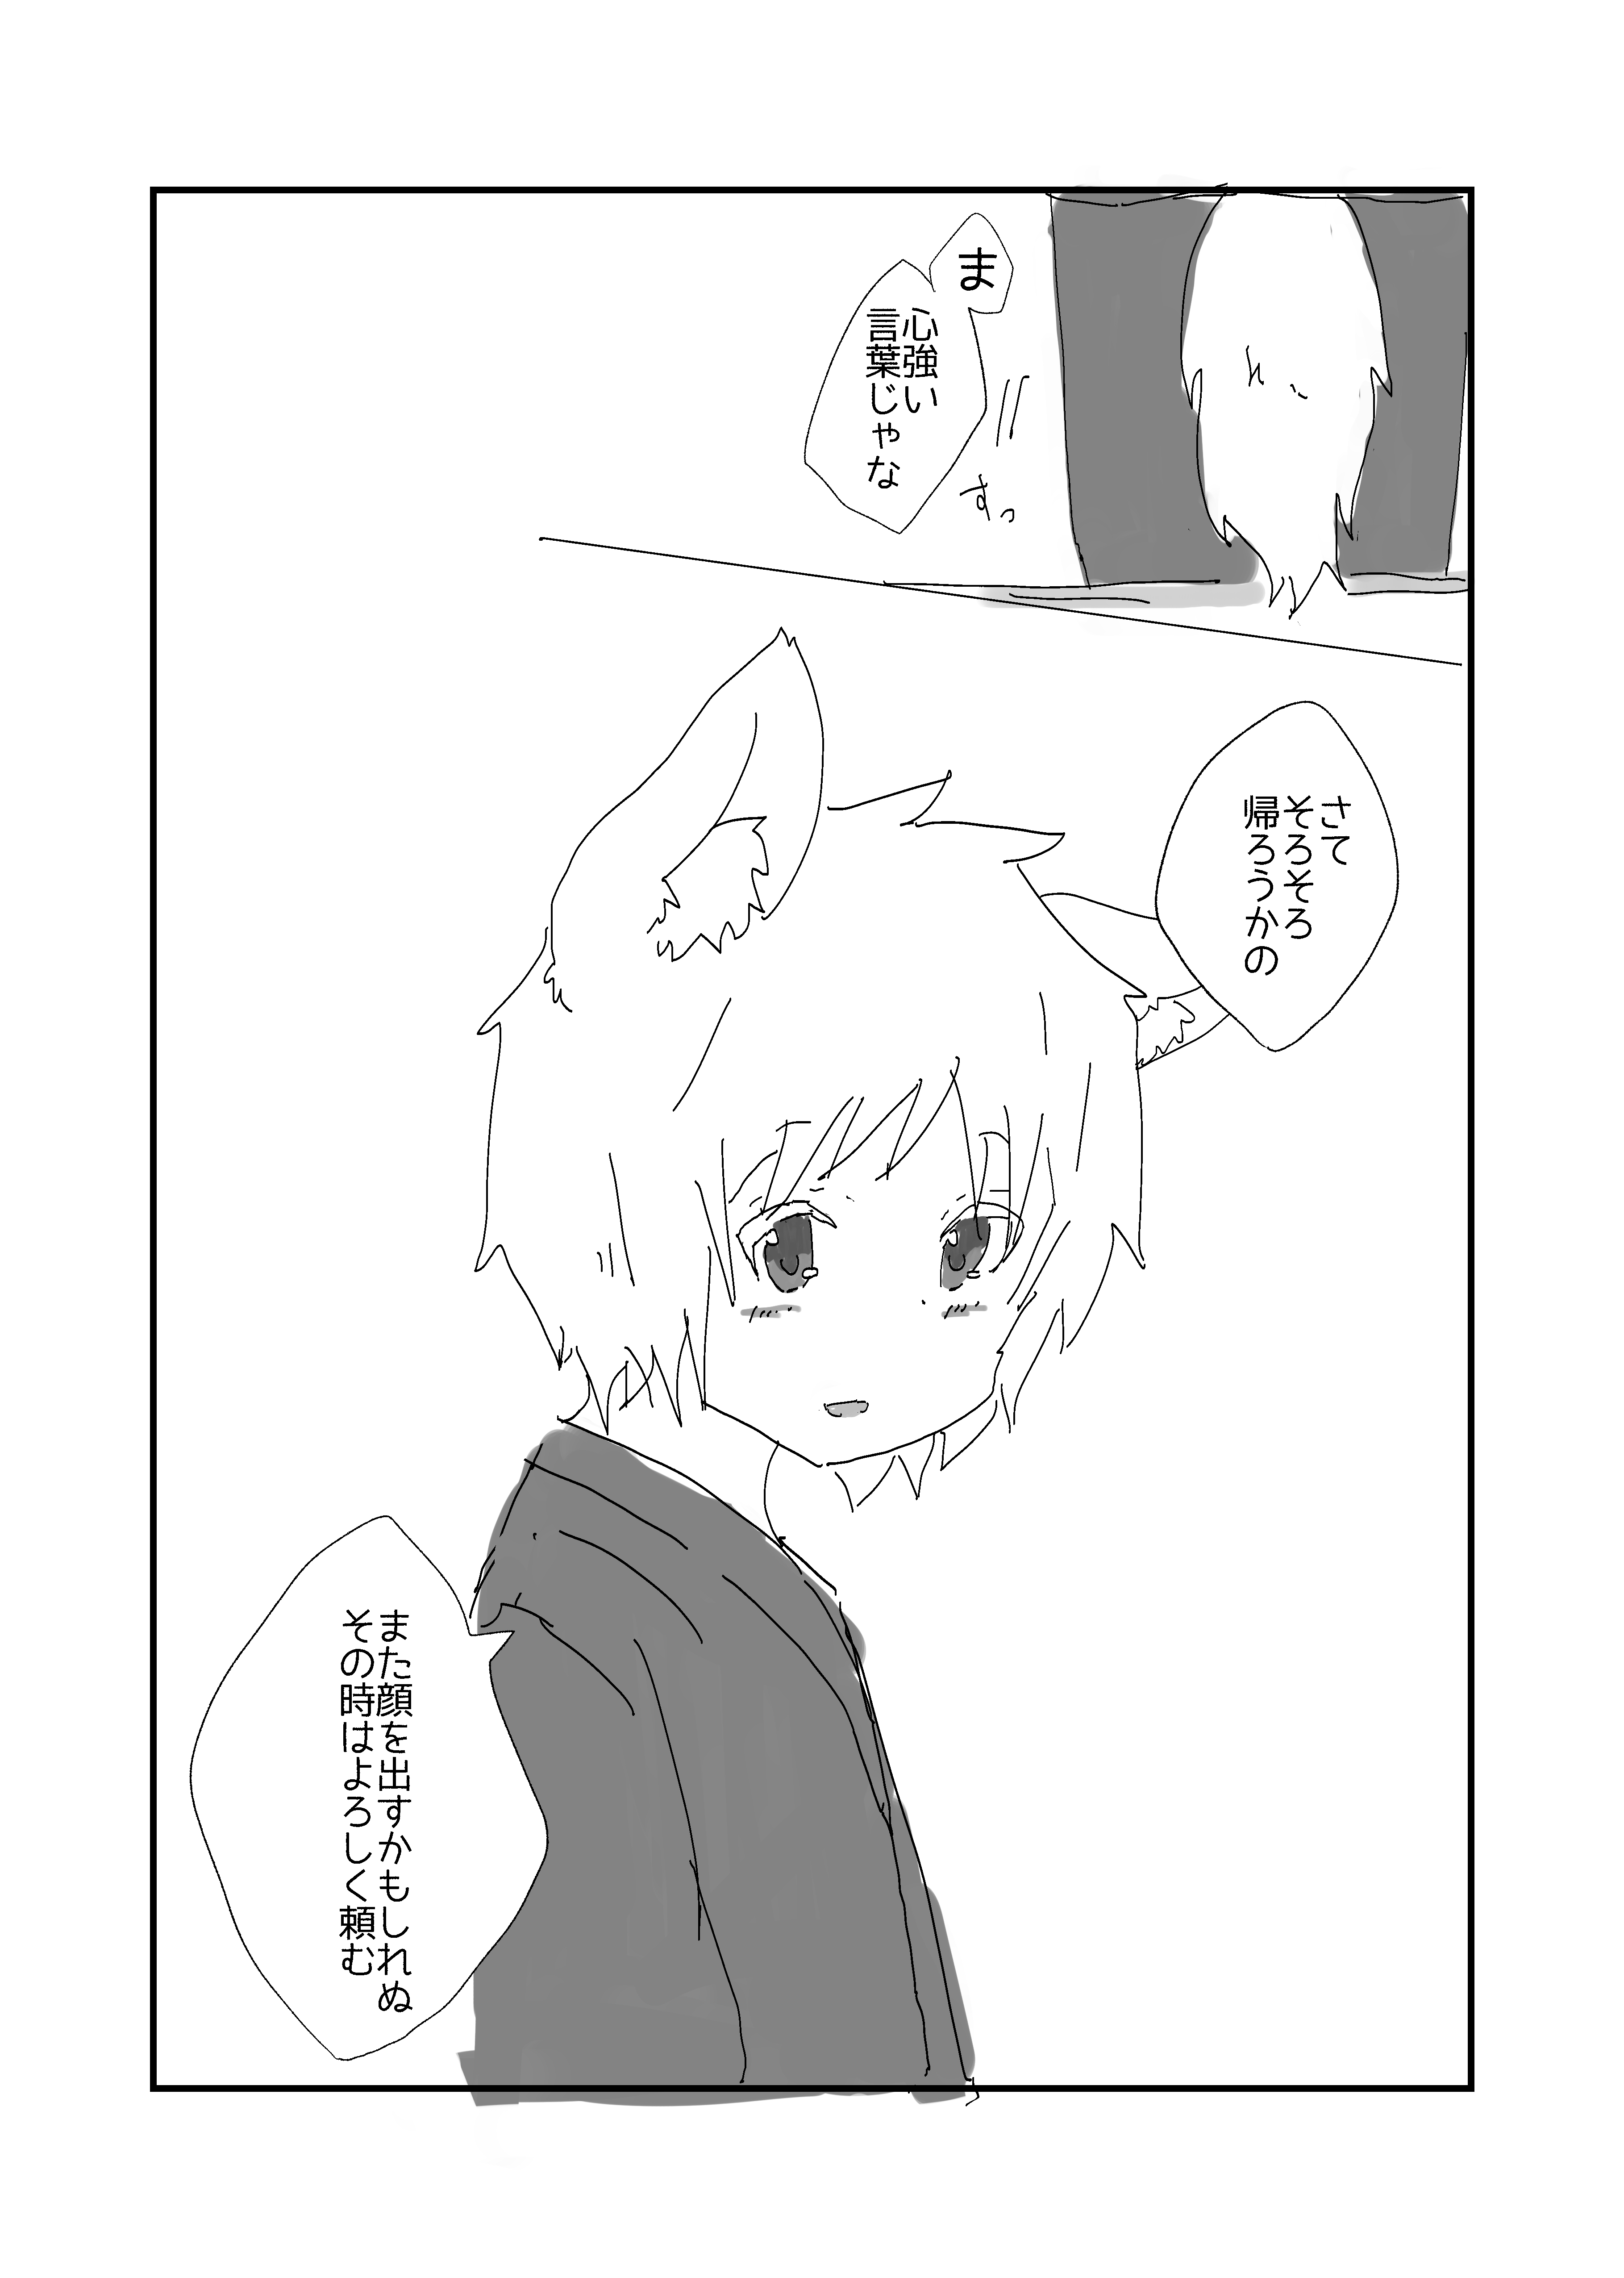 ま
心強い
言葉じゃな
すっ
さて
そろそろ
帰ろうかの
また顔を出すかもしれぬ
その時はよろしく頼む